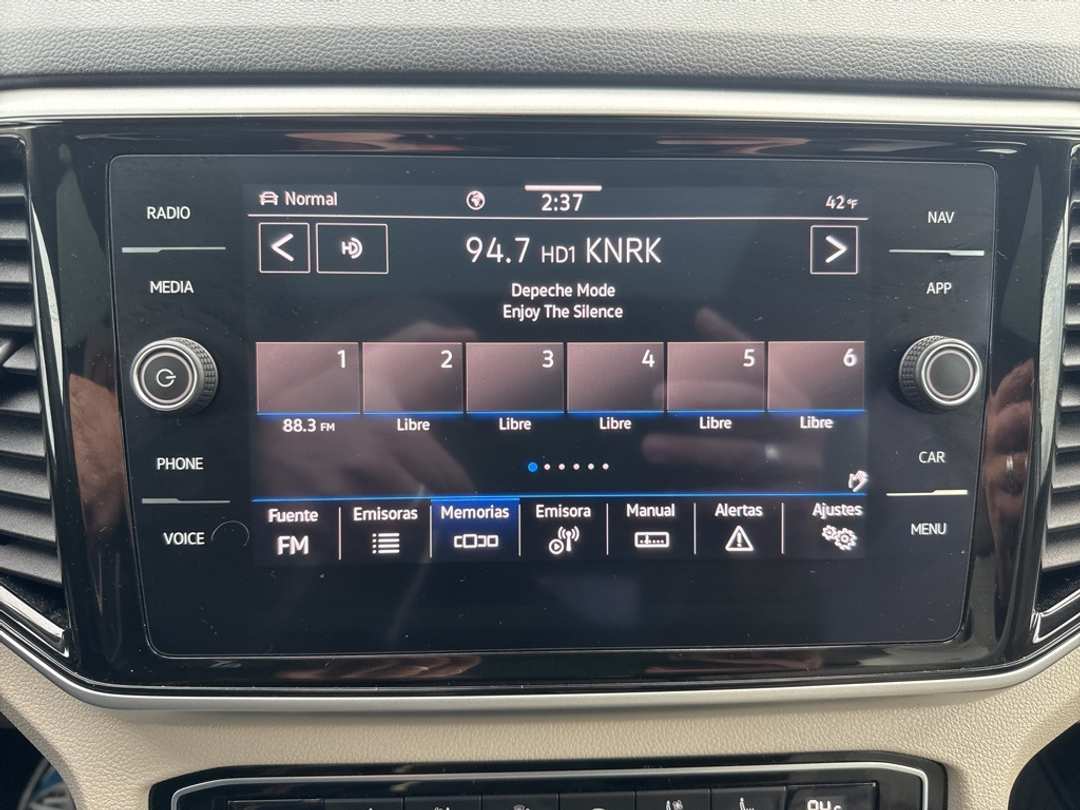 RADIO
MEDIA
PHONE
VOICE
Normal
2:37
42°F
HD
94.7 HD1 KNRK
Depeche Mode
Enjoy The Silence
1 2 3 4 5 6
88.3 FM Libre Libre Libre Libre Libre
Fuente Emisoras Memorias Emisora Manual Alertas Ajustes
FM
NAV
APP
CAR
MENU